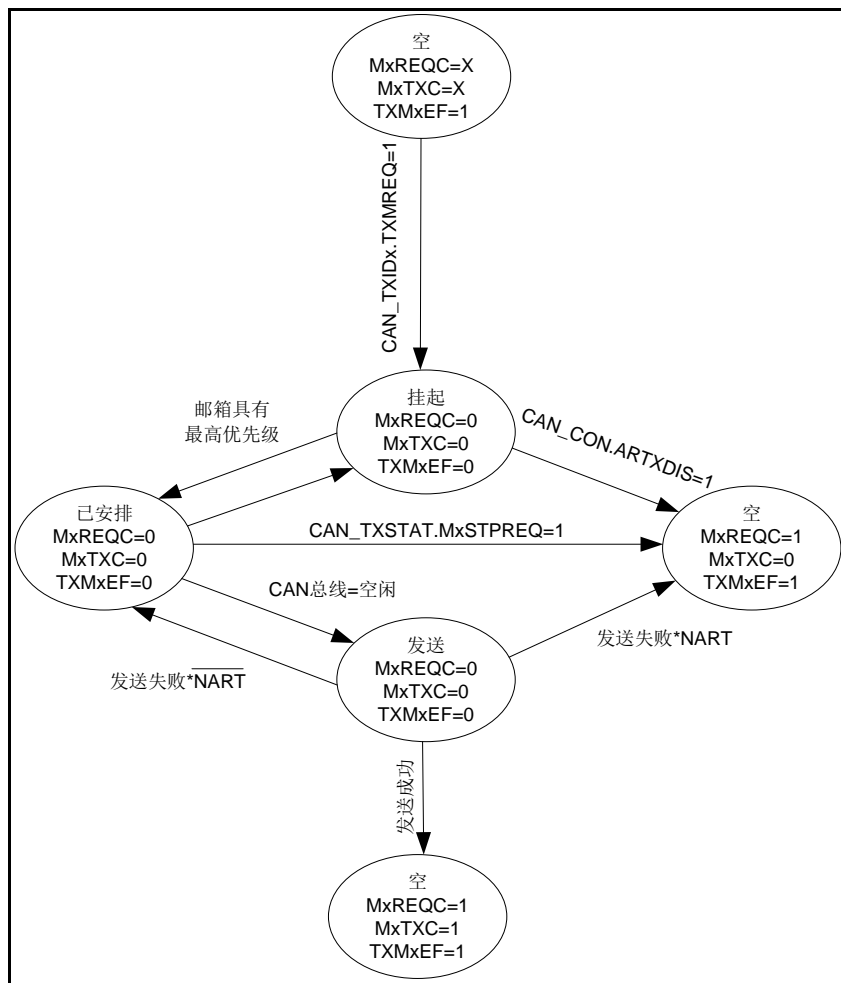 空
MxREQC=X
MxTXC=X
TXMxEF=1
CAN_TXIDx.TXMREQ=1
挂起
MxREQC=0
MxTXC=0
TXMxEF=0
邮箱具有
最高优先级
CAN_CON.ARTXDIS=1
已安排
MxREQC=0
MxTXC=0
TXMxEF=0
CAN_TXSTAT.MxSTPREQ=1
空
MxREQC=1
MxTXC=0
TXMxEF=1
CAN总线=空闲
发送
MxREQC=0
MxTXC=0
TXMxEF=0
发送失败*NART
发送失败*N̅A̅R̅T̅
发送成功
空
MxREQC=1
MxTXC=1
TXMxEF=1